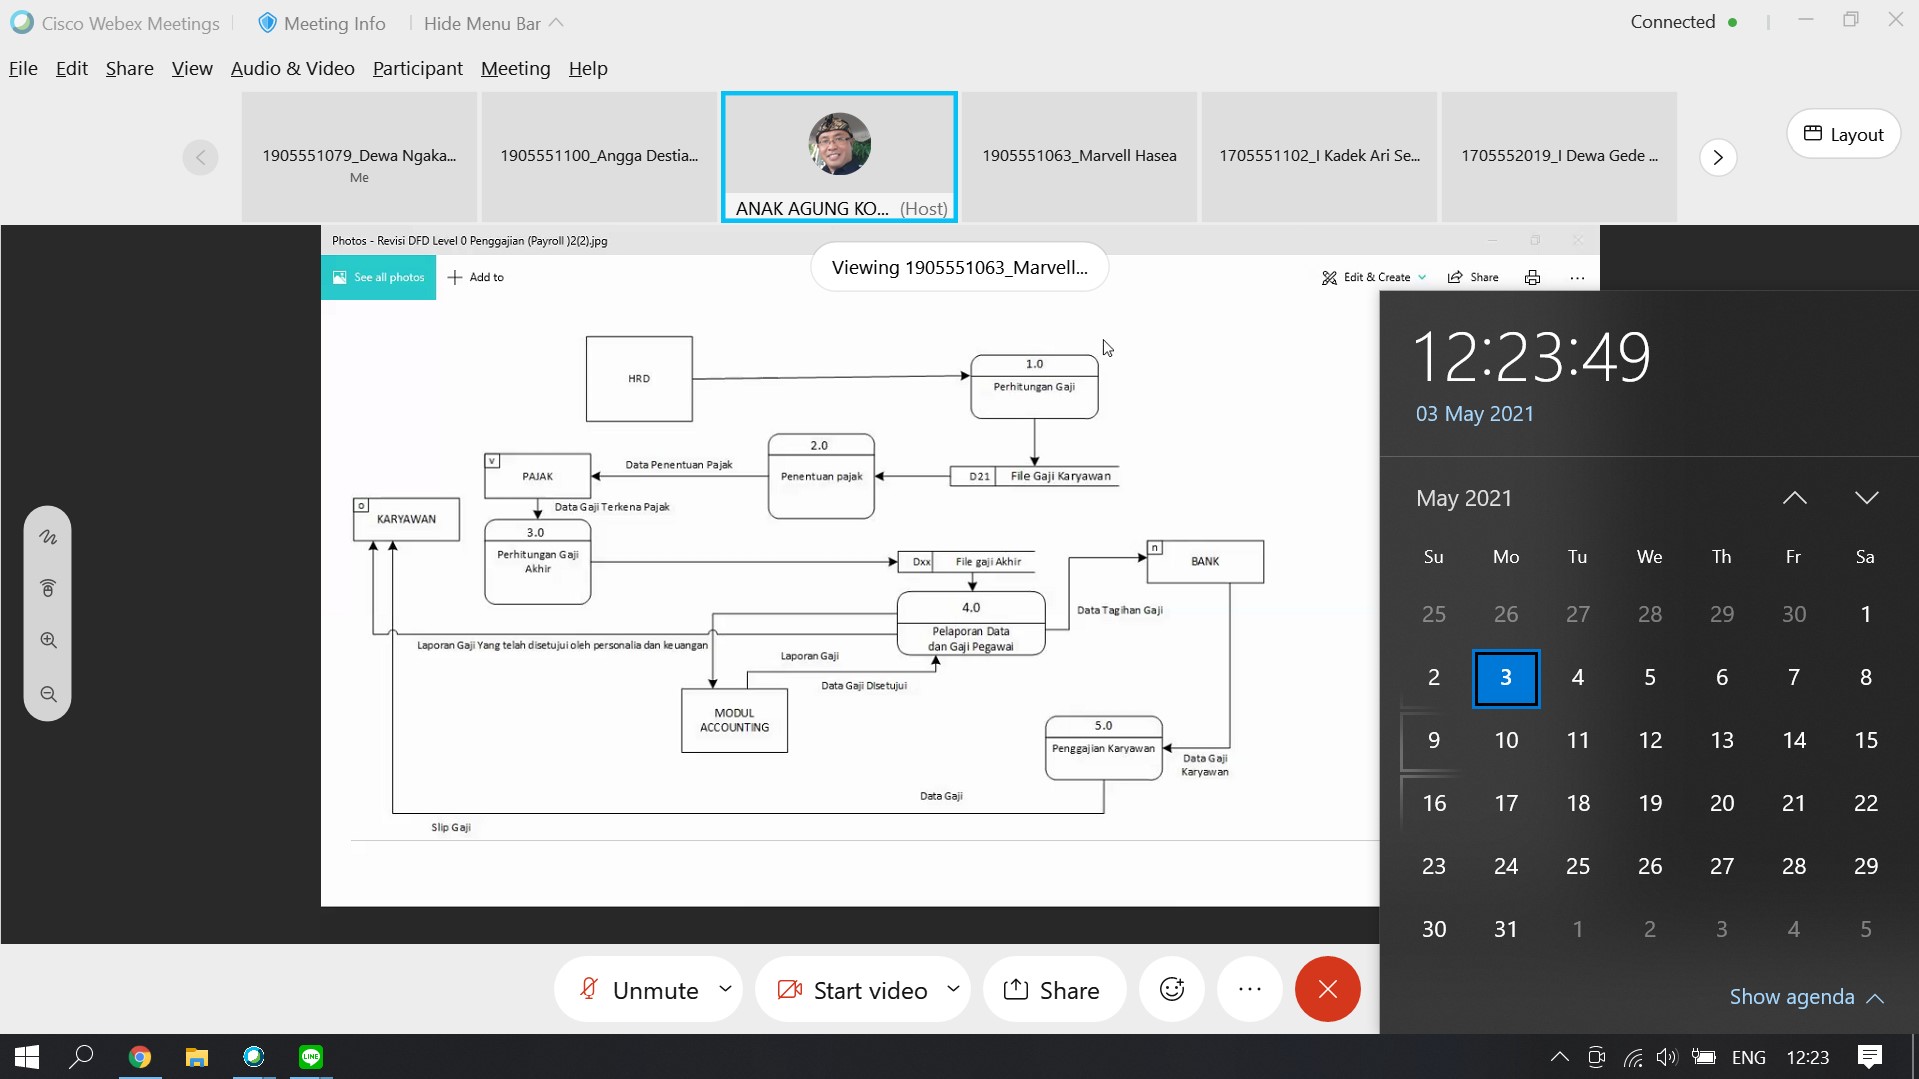 Cisco Webex Meetings
Meeting Info
Hide Menu Bar
Connected
File Edit Share View Audio & Video Participant Meeting Help
1905551079_Dewa Ngaka...
Me
1905551100_Angga Destia...
ANAK AGUNG KO... (Host)
1905551063_Marvell Hasea
1705551102_I Kadek Ari Se...
1705552019_I Dewa Gede ...
Layout
Photos - Revisi DFD Level 0 Penggajian (Payroll )2(2).jpg
Viewing 1905551063_Marvell...
See all photos
Add to
Edit & Create
Share
HRD
1.0
Perhitungan Gaji
2.0
Penentuan pajak
Data Penentuan Pajak
v
PAJAK
D21
File Gaji Karyawan
Data Gaji Terkena Pajak
o
KARYAWAN
3.0
Perhitungan Gaji
Akhir
Dxx
File gaji Akhir
n
BANK
4.0
Pelaporan Data
dan Gaji Pegawai
Data Tagihan Gaji
Laporan Gaji Yang telah disetujui oleh personalia dan keuangan
Laporan Gaji
Data Gaji Disetujui
MODUL
ACCOUNTING
5.0
Penggajian Karyawan
Data Gaji
Karyawan
Data Gaji
Slip Gaji
12:23:49
03 May 2021
May 2021
Su Mo Tu We Th Fr Sa
25 26 27 28 29 30 1
2 3 4 5 6 7 8
9 10 11 12 13 14 15
16 17 18 19 20 21 22
23 24 25 26 27 28 29
30 31 1 2 3 4 5
Show agenda
Unmute
Start video
Share
LINE
ENG
12:23